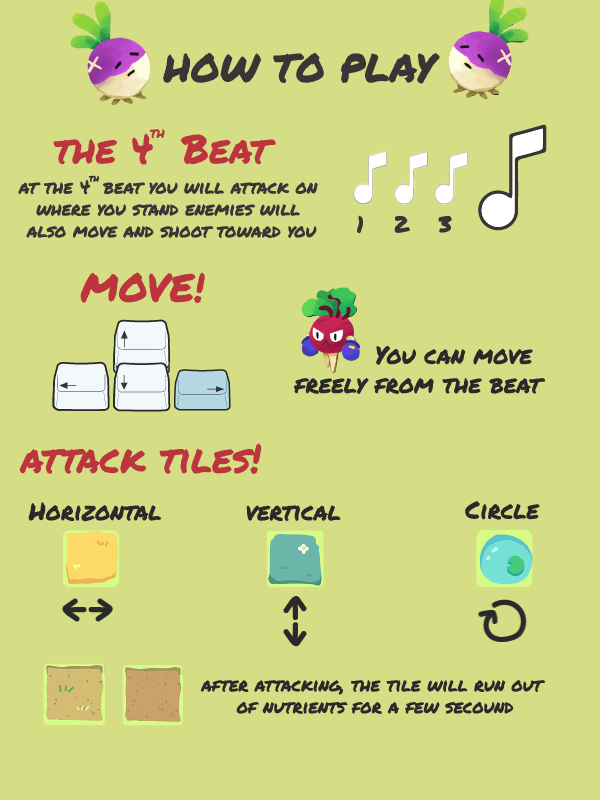 HOW TO PLAY
THE 4TH BEAT
AT THE 4TH BEAT YOU WILL ATTACK ON
WHERE YOU STAND ENEMIES WILL
ALSO MOVE AND SHOOT TOWARD YOU
1 2 3
MOVE!
YOU CAN MOVE
FREELY FROM THE BEAT
ATTACK TILES!
HORIZONTAL
VERTICAL
CIRCLE
AFTER ATTACKING, THE TILE WILL RUN OUT
OF NUTRIENTS FOR A FEW SECOUND